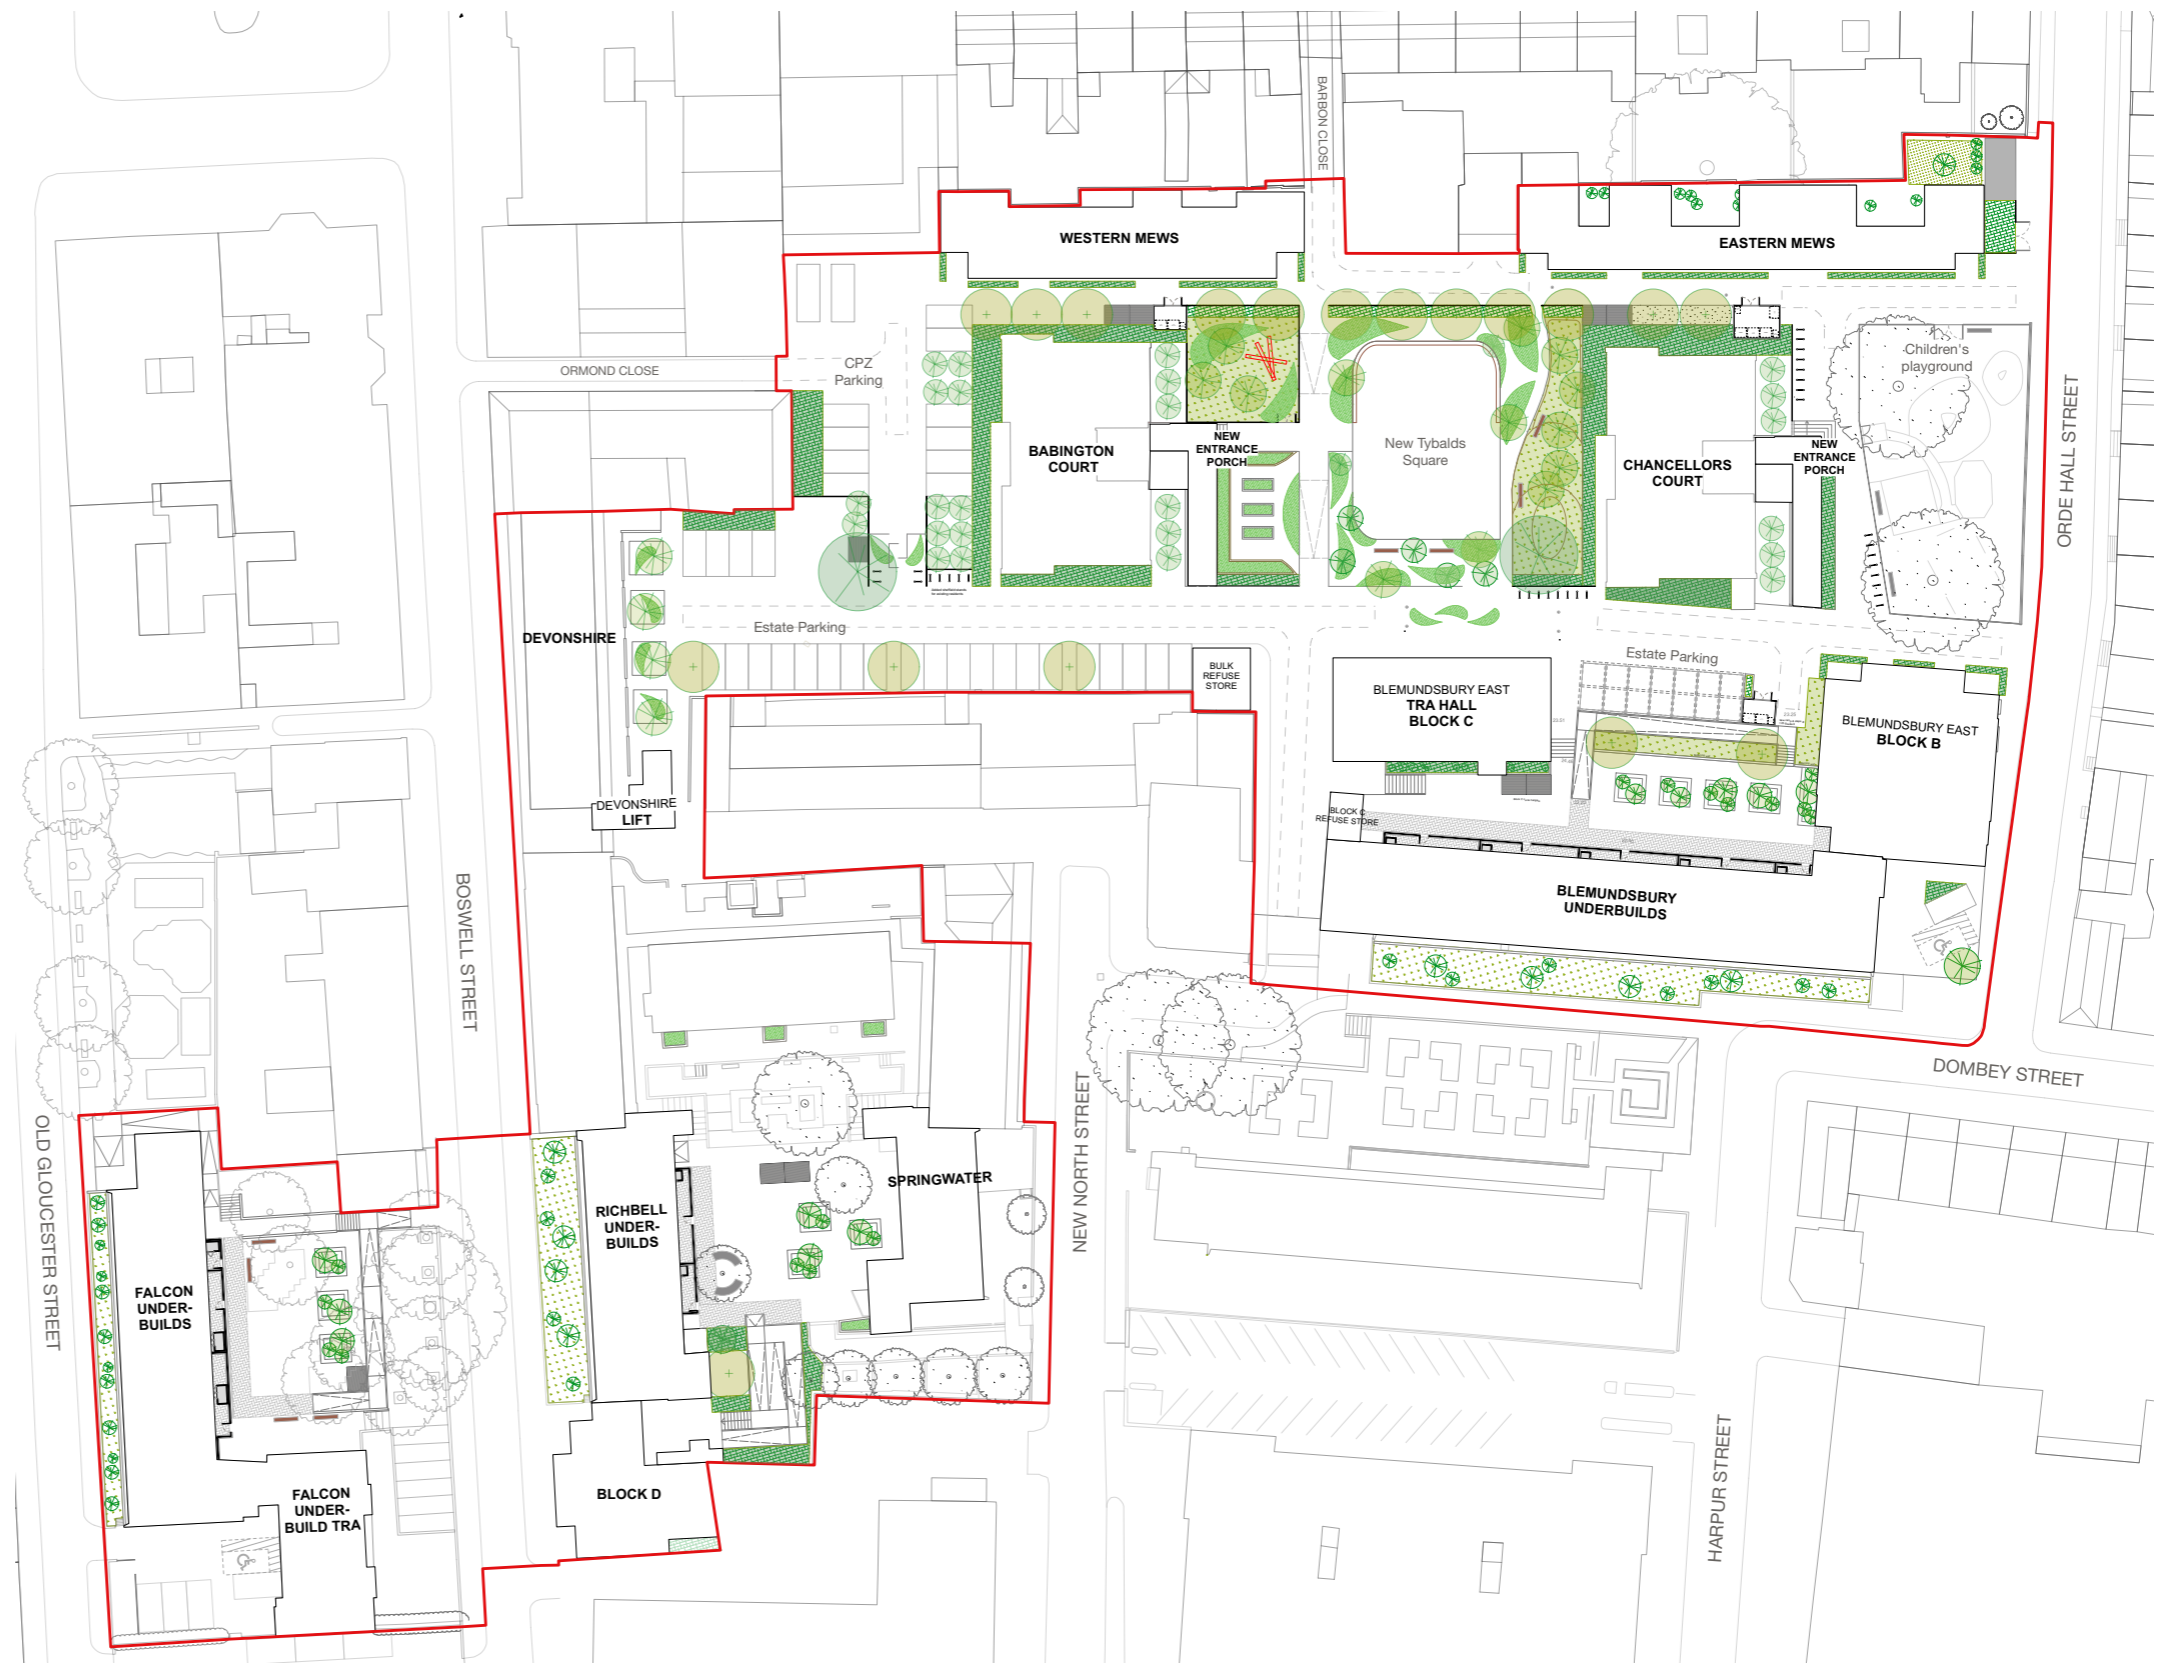 BARBON CLOSE
WESTERN MEWS
EASTERN MEWS
ORMOND CLOSE
CPZ
Parking
Children's
playground
ORDE HALL STREET
BABINGTON
COURT
NEW
ENTRANCE
PORCH
New Tybalds
Square
CHANCELLORS
COURT
NEW
ENTRANCE
PORCH
DEVONSHIRE
Estate Parking
BULK
REFUSE
STORE
Estate Parking
BLEMUNDSBURY EAST
TRA HALL
BLOCK C
BLEMUNDSBURY EAST
BLOCK B
DEVONSHIRE
LIFT
BLOCK C
REFUSE STORE
BLEMUNDSBURY
UNDERBUILDS
BOSWELL STREET
DOMBEY STREET
OLD GLOUCESTER STREET
NEW NORTH STREET
SPRINGWATER
RICHBELL
UNDER-
BUILDS
FALCON
UNDER-
BUILDS
FALCON
UNDER-
BUILD TRA
BLOCK D
HARPUR STREET